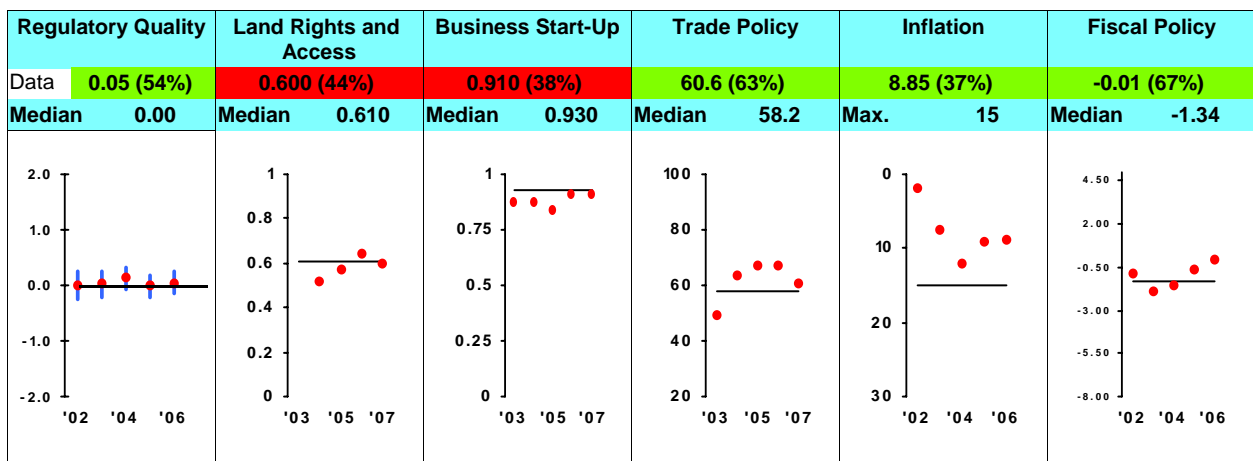 Regulatory Quality
Land Rights and
Access
Business Start-Up
Trade Policy
Inflation
Fiscal Policy
Data 0.05 (54%)
0.600 (44%)
0.910 (38%)
60.6 (63%)
8.85 (37%)
-0.01 (67%)
Median 0.00
Median 0.610
Median 0.930
Median 58.2
Max. 15
Median -1.34
2.0
1.0
0.0
-1.0
-2.0
'02 '04 '06
1
0.8
0.6
0.4
0.2
0
'03 '05 '07
1
0.75
0.5
0.25
0
'03 '05 '07
100
80
60
40
20
'03 '05 '07
0
10
20
30
'02 '04 '06
4.50
2.00
-0.50
-3.00
-5.50
-8.00
'02 '04 '06